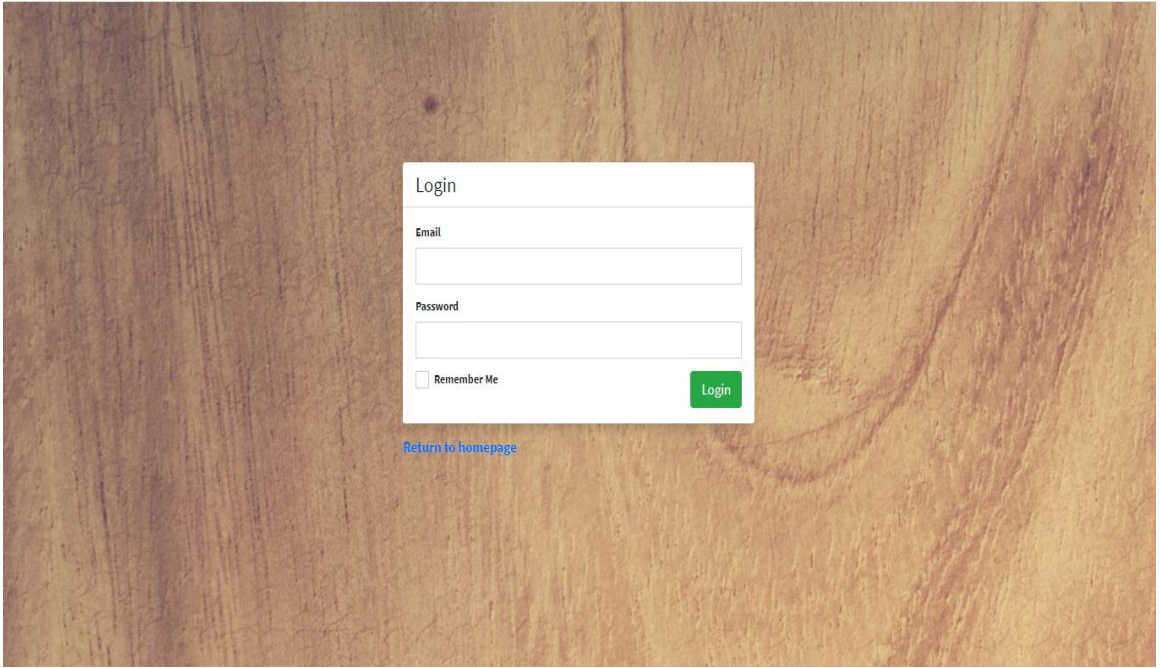 Login
Email
Password
Remember Me
Login
Return to homepage